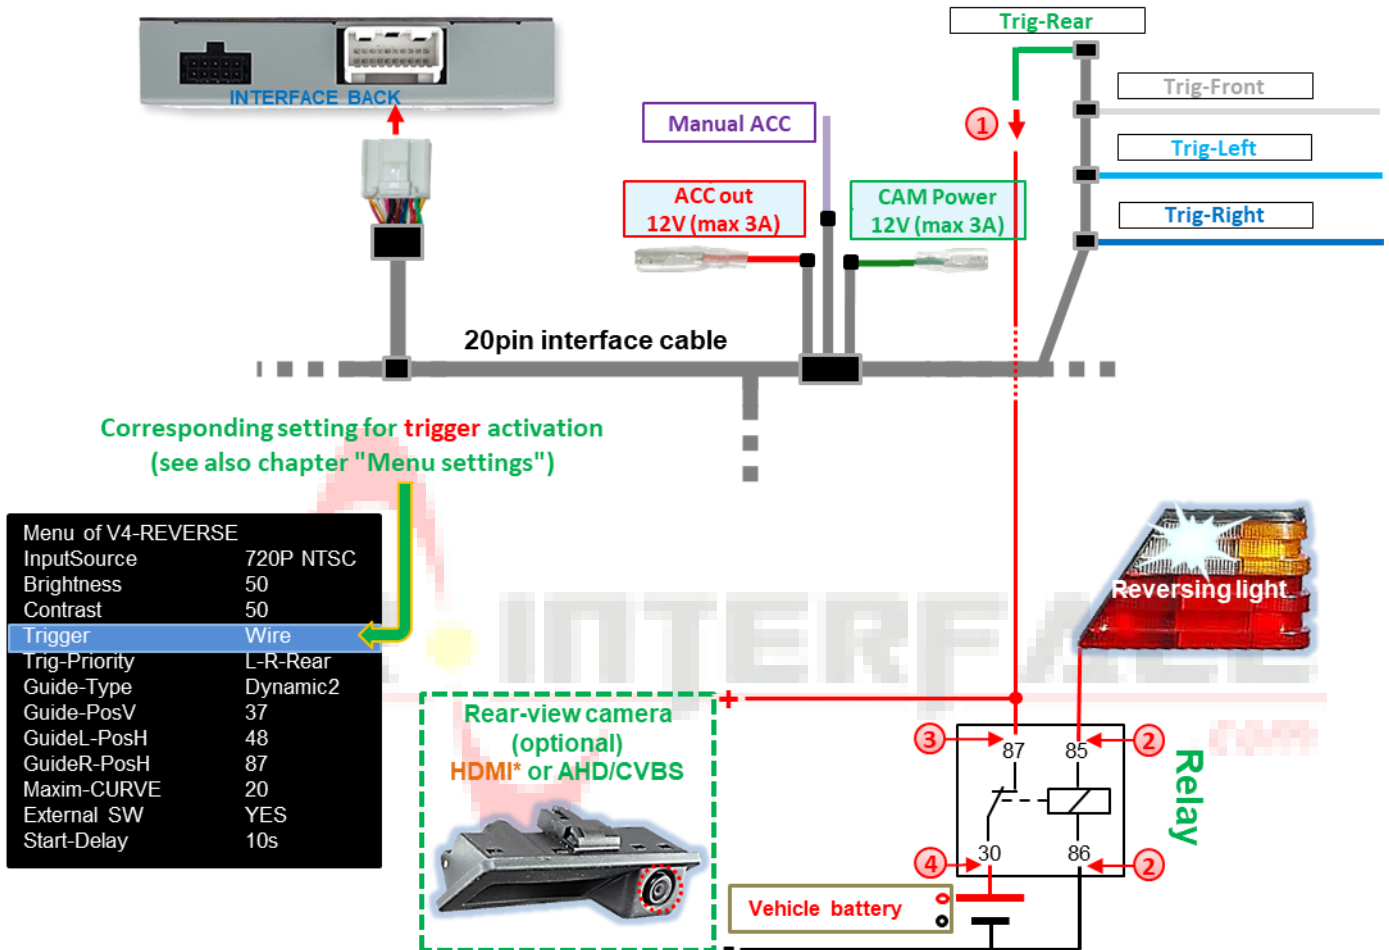 Trig-Rear
INTERFACE BACK
Trig-Front
Manual ACC
1
Trig-Left
ACC out
12V (max 3A)
CAM Power
12V (max 3A)
Trig-Right
20pin interface cable
Corresponding setting for trigger activation
(see also chapter "Menu settings")
Menu of V4-REVERSE
InputSource 720P NTSC
Brightness 50
Contrast 50
Trigger Wire
Trig-Priority L-R-Rear
Guide-Type Dynamic2
Guide-PosV 37
GuideL-PosH 48
GuideR-PosH 87
Maxim-CURVE 20
External SW YES
Start-Delay 10s
Reversing light
INTERFACE
.com
Rear-view camera
(optional)
HDMI* or AHD/CVBS
+
3
87
85
2
Relay
4
30
86
2
Vehicle battery
-